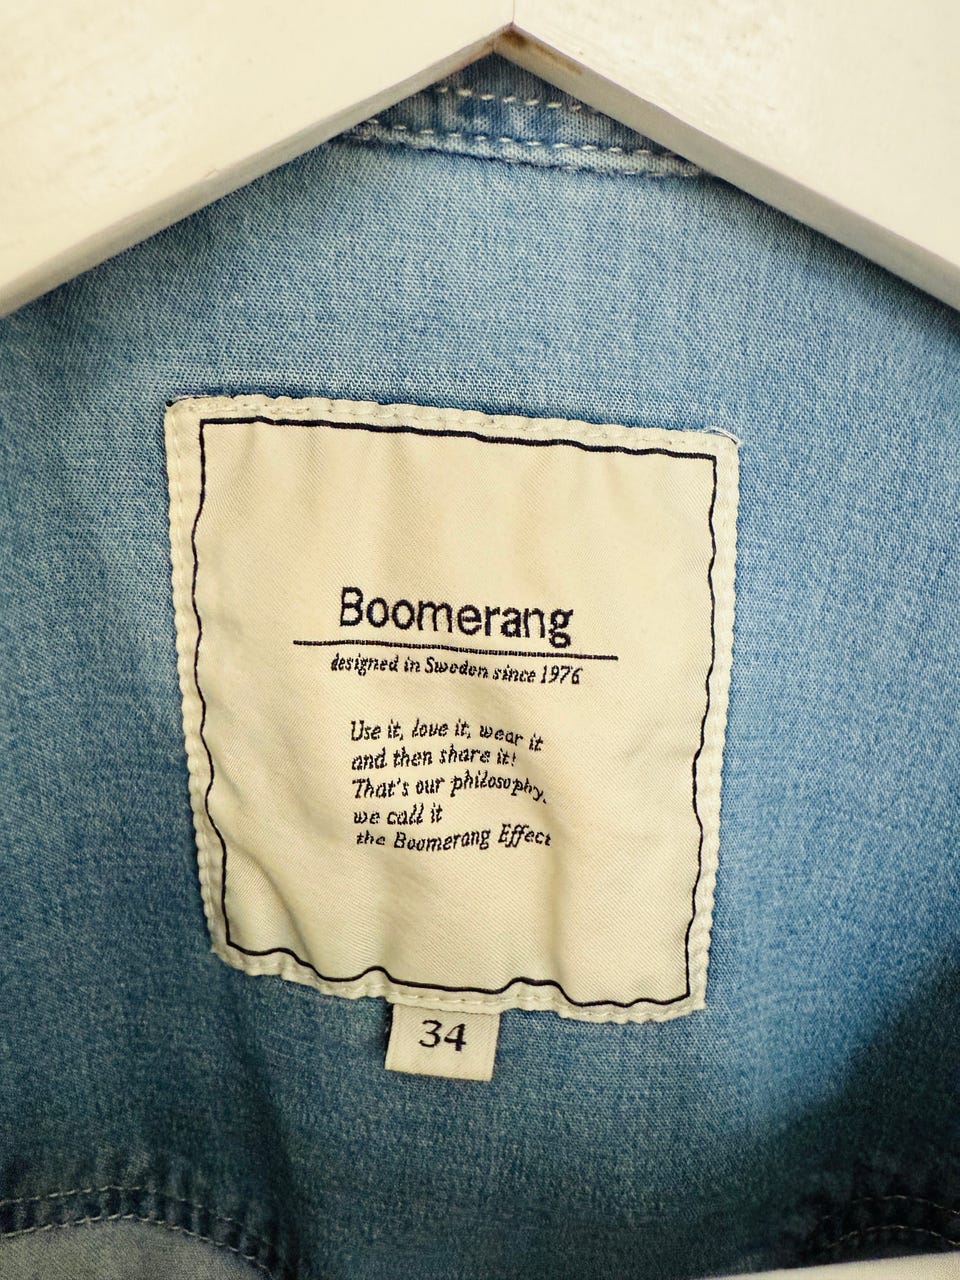 Boomerang
designed in Sweden since 1976
Use it, love it, wear it
and then share it!
That's our philosophy,
we call it
the Boomerang Effect
34